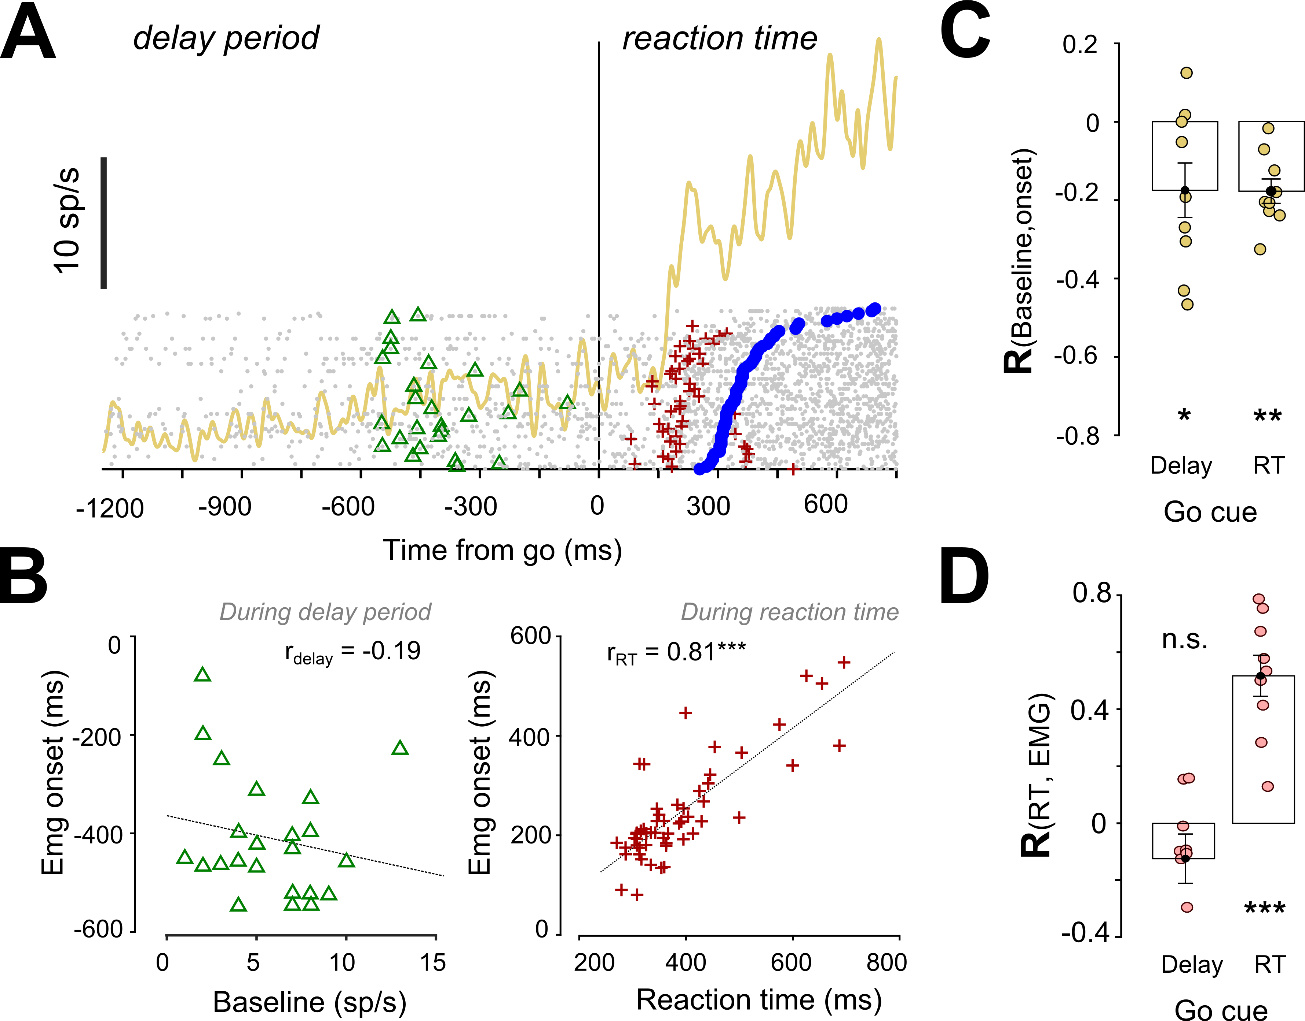 A
delay period
reaction time
10 sp/s
-1200
-900
-600
-300
0
300
600
Time from go (ms)
B
During delay period
r_delay = -0.19
0
-200
-400
-600
Emg onset (ms)
0
5
10
15
Baseline (sp/s)
During reaction time
r_RT = 0.81***
600
400
200
0
Emg onset (ms)
200
400
600
800
Reaction time (ms)
C
0.2
0
-0.2
-0.4
-0.6
-0.8
R(Baseline,onset)
*
**
Delay
RT
Go cue
D
0.8
0.4
0
-0.4
R(RT, EMG)
n.s.
***
Delay
RT
Go cue